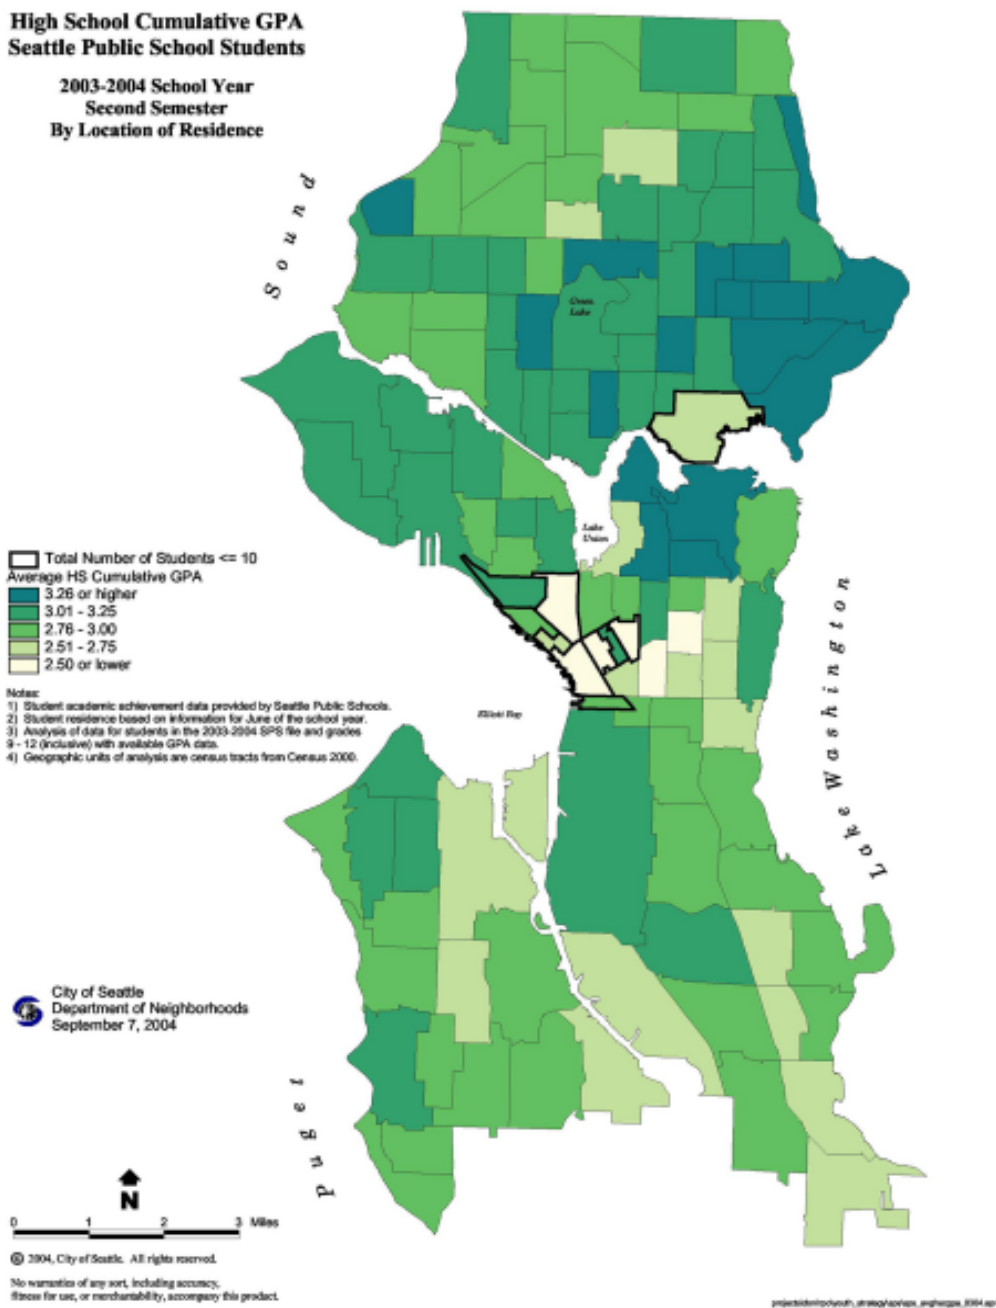 High School Cumulative GPA
Seattle Public School Students
2003-2004 School Year
Second Semester
By Location of Residence
Sound
Green
Lake
Lake
Union
Total Number of Students <= 10
Average HS Cumulative GPA
3.26 or higher
3.01 - 3.25
2.76 - 3.00
2.51 - 2.75
2.50 or lower
Notes:
1) Student academic achievement data provided by Seattle Public Schools.
2) Student residence based on information for June of the school year.
3) Analysis of data for students in the 2003-2004 SPS file and grades
9 - 12 (inclusive) with available GPA data.
4) Geographic units of analysis are census tracts from Census 2000.
Elliott Bay
Lake Washington
City of Seattle
Department of Neighborhoods
September 7, 2004
Puget
N
0 1 2 3 Miles
© 2004, City of Seattle. All rights reserved.
No warranties of any sort, including accuracy,
fitness for use, or merchantability, accompany this product.